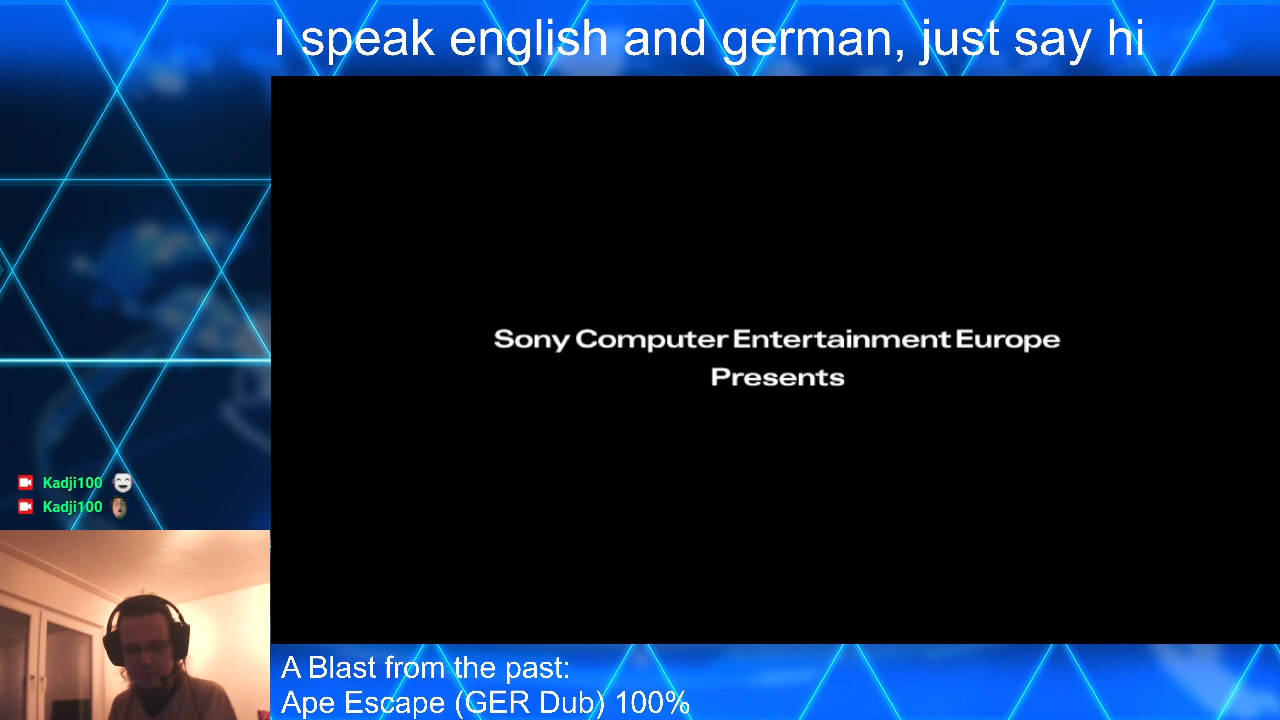 I speak english and german, just say hi
Sony Computer Entertainment Europe
Presents
Kadji100
Kadji100
A Blast from the past:
Ape Escape (GER Dub) 100%